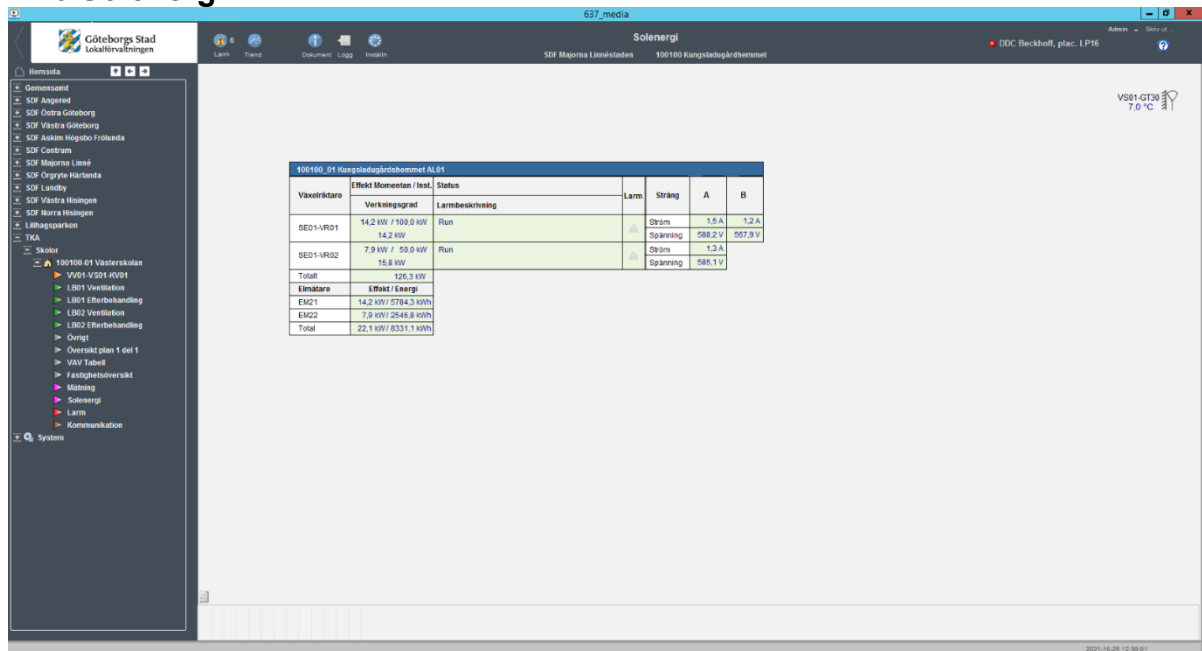 637_media
Göteborgs Stad
Lokalförvaltningen
6
Larm Trend Dokument Logg Inställn.
Solenergi
SDF Majorna Linnéstaden 100100 Kungsladugårdhemmet
Admin
DDC Beckhoff, plac. LP16
Hemsida
Gemensamt
SDF Angered
SDF Östra Göteborg
SDF Västra Göteborg
SDF Askim Högsbo Frölunda
SDF Centrum
SDF Majorna Linné
SDF Örgryte Härlanda
SDF Lundby
SDF Västra Hisingen
SDF Norra Hisingen
Lillhagsparken
TKA
Skolor
100100-01 Västerskolan
VV01-VS01-KV01
LB01 Ventilation
LB01 Efterbehandling
LB02 Ventilation
LB02 Efterbehandling
Övrigt
Översikt plan 1 del 1
VAV Tabell
Fastighetsöversikt
Mätning
Solenergi
Larm
Kommunikation
System
VS01-GT30
7,0 °C
100100_01 Kungsladugårdshemmet AL01
Växelriktare Effekt Momentan / Inst. Status Larm Sträng A B
Verkningsgrad Larmbeskrivning
SE01-VR01 14,2 kW / 100,0 kW Run Ström 1,5 A 1,2 A
14,2 kW Spänning 588,2 V 567,9 V
SE01-VR02 7,9 kW / 50,0 kW Run Ström 1,3 A
15,8 kW Spänning 585,1 V
Totalt 126,3 kW
Elmätare Effekt / Energi
EM21 14,2 kW / 5784,3 kWh
EM22 7,9 kW / 2546,8 kWh
Total 22,1 kW / 8331,1 kWh
2021-10-25 12:30:01